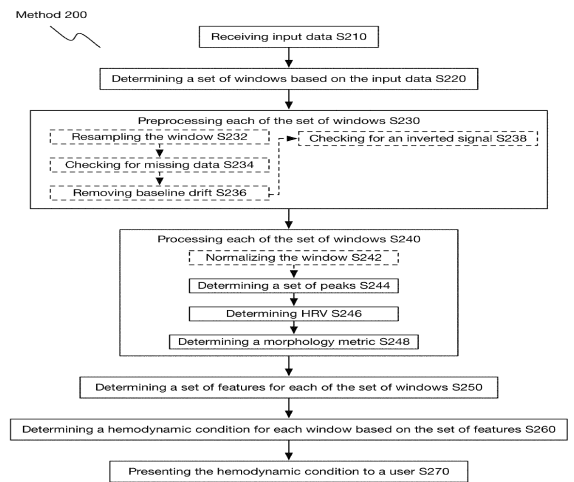 Method 200
Receiving input data S210
Determining a set of windows based on the input data S220
Preprocessing each of the set of windows S230
Resampling the window S232
Checking for missing data S234
Removing baseline drift S236
Checking for an inverted signal S238
Processing each of the set of windows S240
Normalizing the window S242
Determining a set of peaks S244
Determining HRV S246
Determining a morphology metric S248
Determining a set of features for each of the set of windows S250
Determining a hemodynamic condition for each window based on the set of features S260
Presenting the hemodynamic condition to a user S270